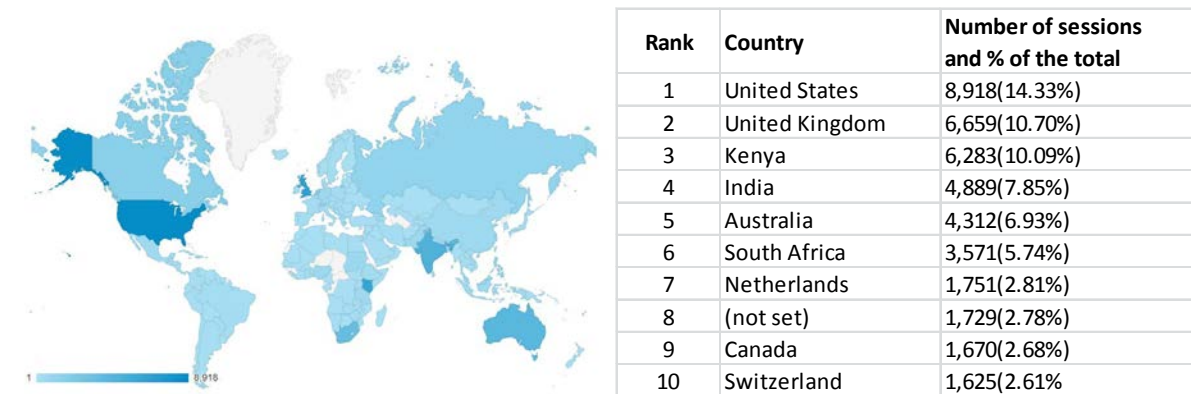 Rank Country Number of sessions
and % of the total
1 United States 8,918(14.33%)
2 United Kingdom 6,659(10.70%)
3 Kenya 6,283(10.09%)
4 India 4,889(7.85%)
5 Australia 4,312(6.93%)
6 South Africa 3,571(5.74%)
7 Netherlands 1,751(2.81%)
8 (not set) 1,729(2.78%)
9 Canada 1,670(2.68%)
10 Switzerland 1,625(2.61%
1 8,918